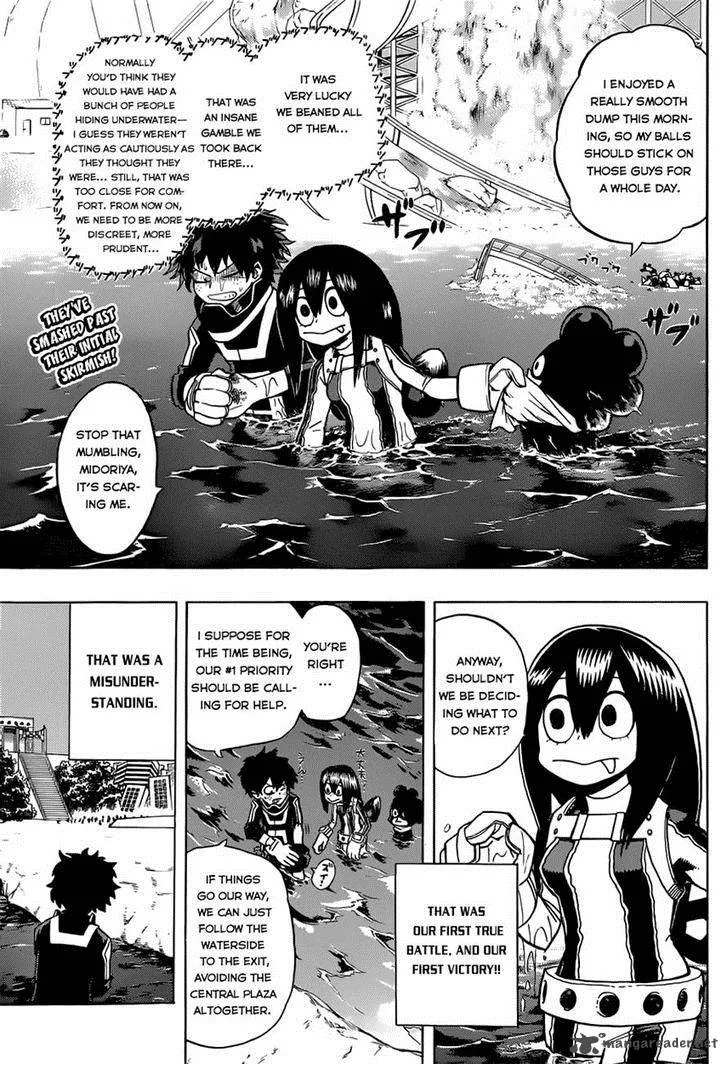 I ENJOYED A
REALLY SMOOTH
DUMP THIS MORN-
ING, SO MY BALLS
SHOULD STICK ON
THOSE GUYS FOR
A WHOLE DAY.
IT WAS
VERY LUCKY
WE BEANED ALL
OF THEM...
THAT WAS
AN INSANE
GAMBLE WE
TOOK BACK
THERE...
NORMALLY
YOU'D THINK THEY
WOULD HAVE HAD A
BUNCH OF PEOPLE
HIDING UNDERWATER—
I GUESS THEY WEREN'T
ACTING AS CAUTIOUSLY AS
THEY THOUGHT THEY
WERE... STILL, THAT WAS
TOO CLOSE FOR COM-
FORT. FROM NOW ON,
WE NEED TO BE MORE
DISCREET, MORE
PRUDENT...
THEY'VE
SMASHED PAST
THEIR INITIAL
SKIRMISH!
STOP THAT
MUMBLING,
MIDORIYA,
IT'S SCAR-
ING ME.
ANYWAY,
SHOULDN'T
WE BE DECID-
ING WHAT TO
DO NEXT?
THAT WAS
OUR FIRST TRUE
BATTLE, AND OUR
FIRST VICTORY!!
YOU'RE
RIGHT
...
I SUPPOSE FOR
THE TIME BEING,
OUR #1 PRIORITY
SHOULD BE CALL-
ING FOR HELP.
IF THINGS
GO OUR WAY,
WE CAN JUST
FOLLOW THE
WATERSIDE
TO THE EXIT,
AVOIDING THE
CENTRAL PLAZA
ALTOGETHER.
THAT WAS A
MISUNDER-
STANDING.
mangareader.net